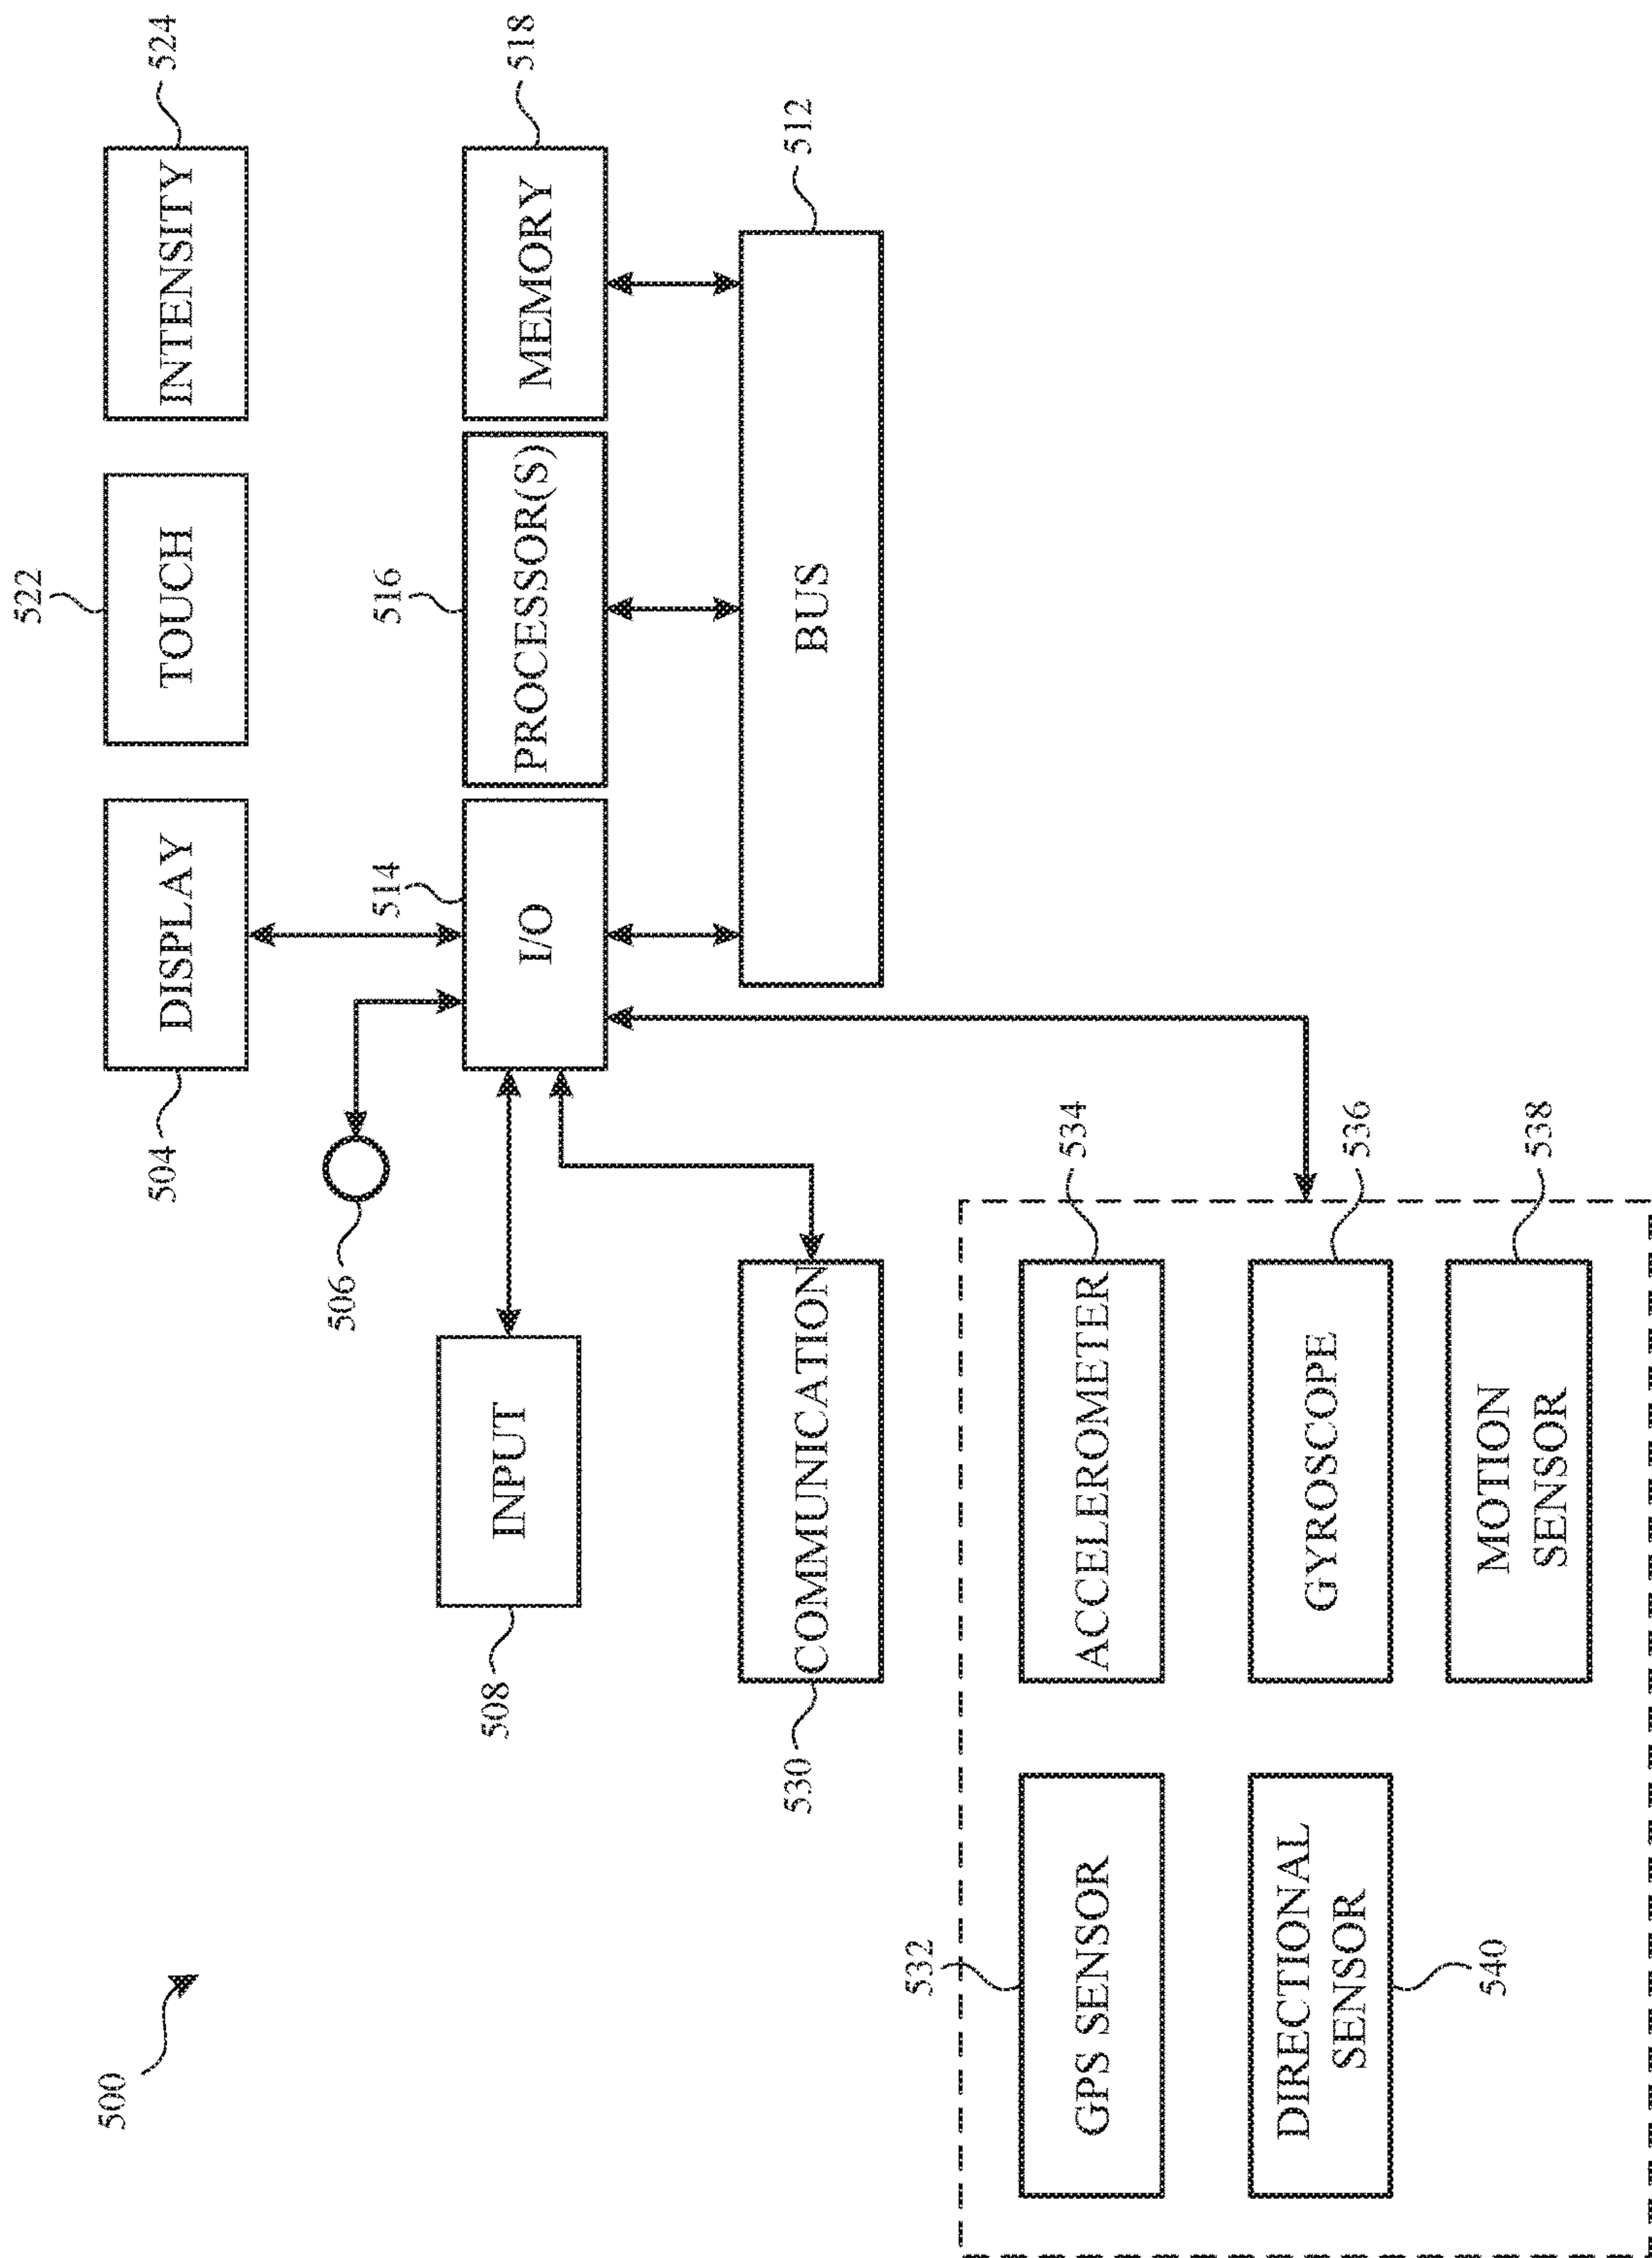 500
504
DISPLAY
522
TOUCH
INTENSITY
524
506
508
INPUT
514
I/O
516
PROCESSOR(S)
MEMORY
518
530
COMMUNICATION
BUS
512
532
GPS SENSOR
ACCELEROMETER
534
DIRECTIONAL
SENSOR
540
GYROSCOPE
536
MOTION
SENSOR
538